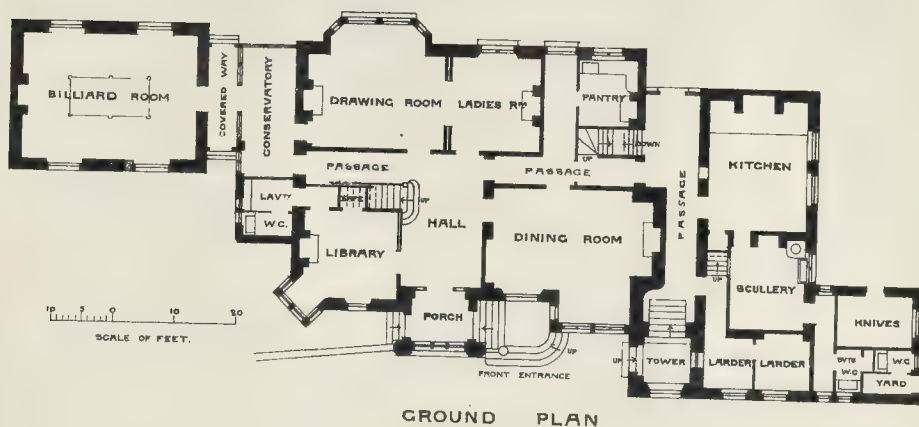 BILLIARD ROOM
COVERED WAY
CONSERVATORY
DRAWING ROOM
LADIES RM
PANTRY
UP
DOWN
KITCHEN
PASSAGE
PASSAGE
PASSAGE
LAVTY
W.C.
UP
HALL
LIBRARY
DINING ROOM
UP
SCULLERY
10 5 0 10 20
SCALE OF FEET.
PORCH
UP
FRONT ENTRANCE
UP
TOWER
LARDER
LARDER
KNIVES
W.C
W.C
YARD
GROUND PLAN